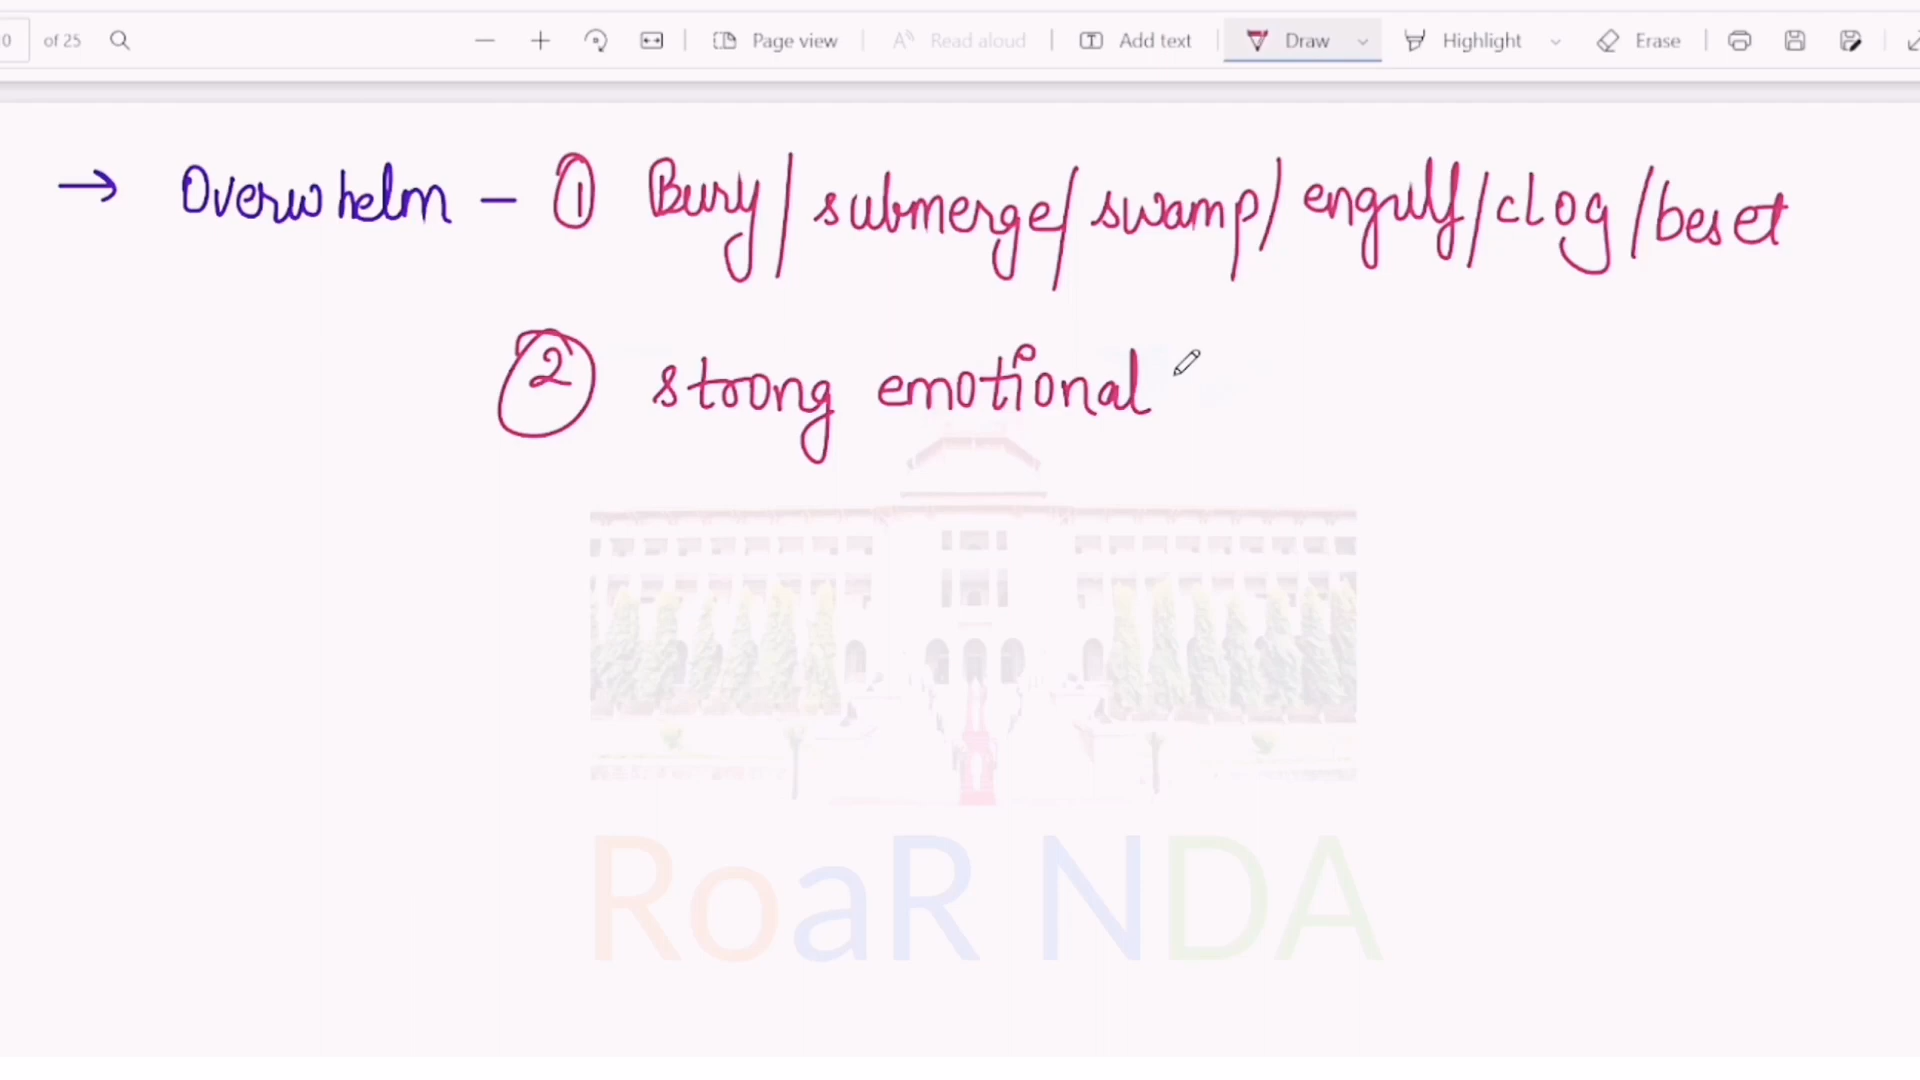 0 of 25 Page view Read aloud Add text Draw Highlight Erase
→ Overwhelm - ① Bury/submerge/swamp/engulf/clog/beset
② strong emotional
RoaR NDA